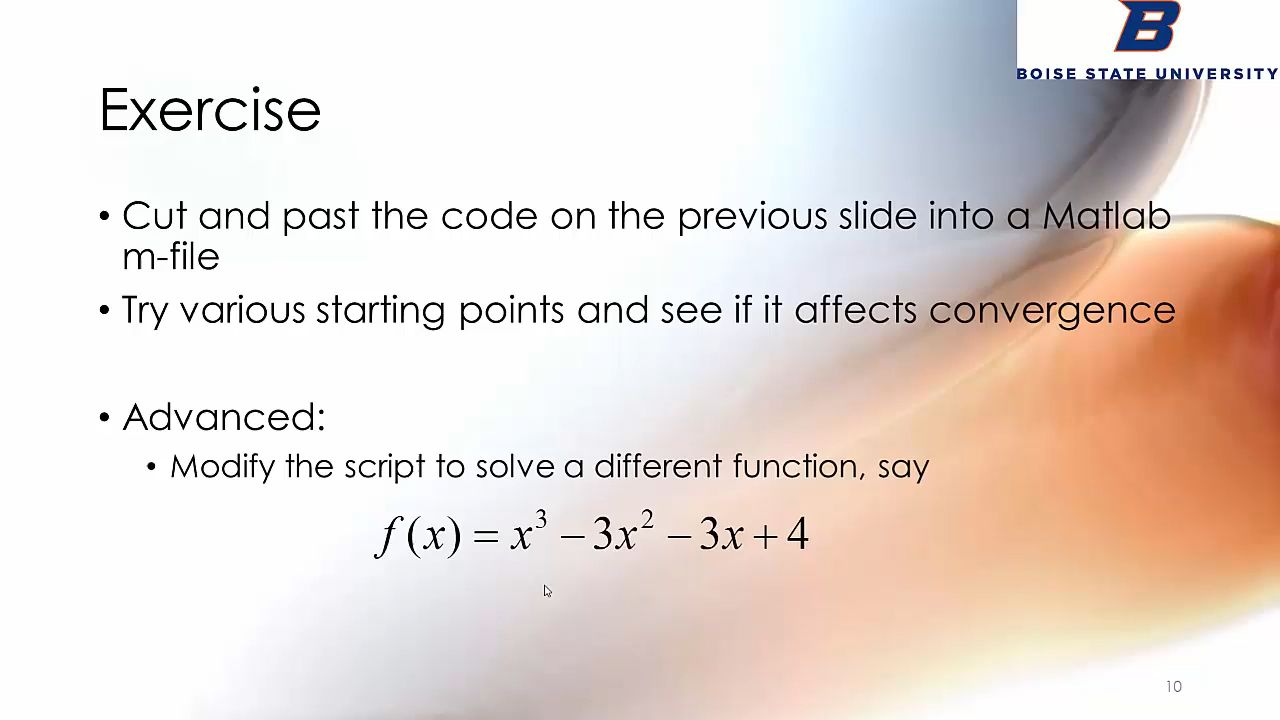 B
BOISE STATE UNIVERSITY
Exercise
• Cut and past the code on the previous slide into a Matlab
m-file
• Try various starting points and see if it affects convergence
• Advanced:
• Modify the script to solve a different function, say
f(x) = x³ − 3x² − 3x + 4
10